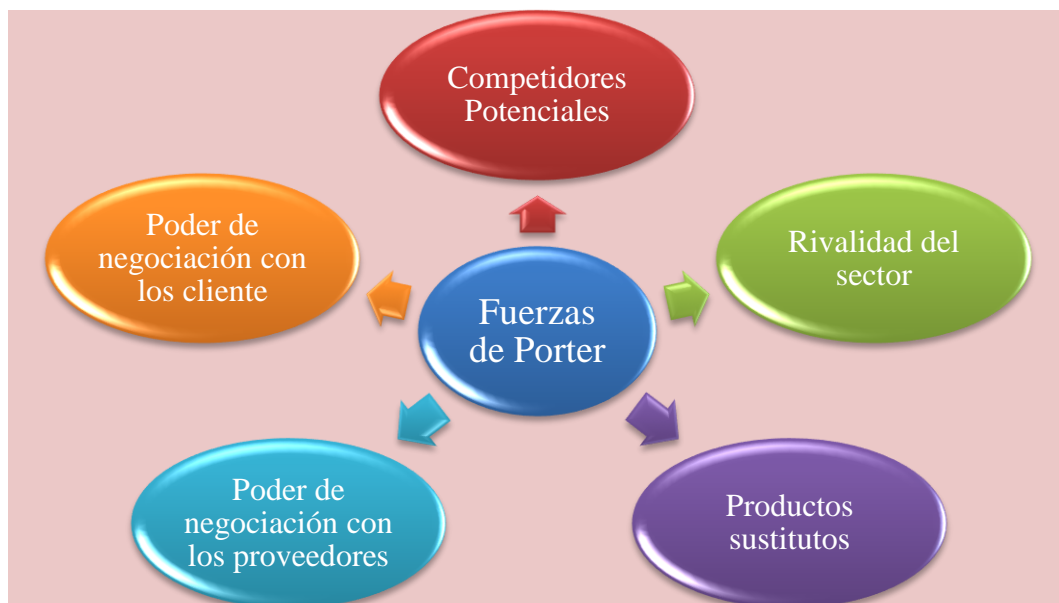 Competidores
Potenciales
Poder de
negociación con
los cliente
Rivalidad del
sector
Fuerzas
de Porter
Poder de
negociación con
los proveedores
Productos
sustitutos